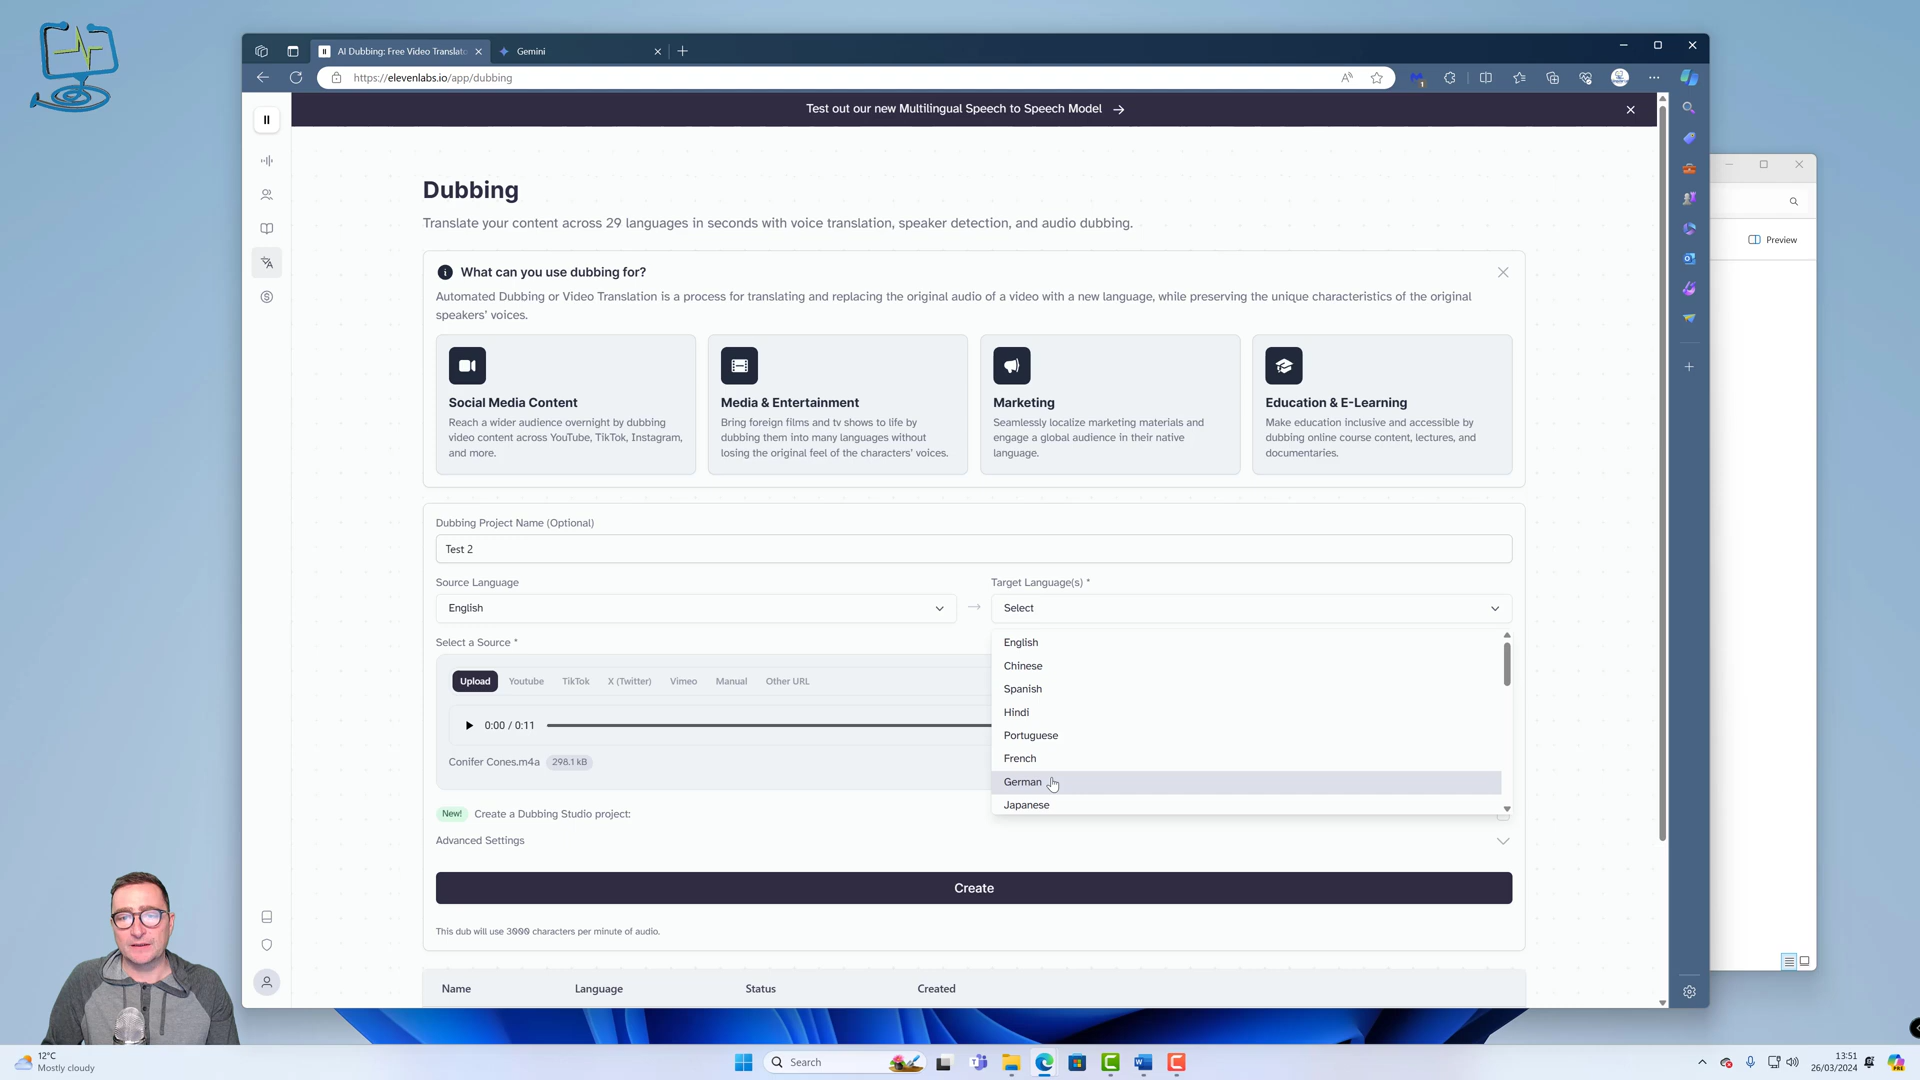 AI Dubbing: Free Video Translato
Gemini
https://elevenlabs.io/app/dubbing
Test out our new Multilingual Speech to Speech Model →
Dubbing
Translate your content across 29 languages in seconds with voice translation, speaker detection, and audio dubbing.
What can you use dubbing for?
Automated Dubbing or Video Translation is a process for translating and replacing the original audio of a video with a new language, while preserving the unique characteristics of the original
speakers' voices.
Social Media Content
Reach a wider audience overnight by dubbing
video content across YouTube, TikTok, Instagram,
and more.
Media & Entertainment
Bring foreign films and tv shows to life by
dubbing them into many languages without
losing the original feel of the characters' voices.
Marketing
Seamlessly localize marketing materials and
engage a global audience in their native
language.
Education & E-Learning
Make education inclusive and accessible by
dubbing online course content, lectures, and
documentaries.
Preview
Dubbing Project Name (Optional)
Test 2
Source Language
English
Target Language(s) *
Select
English
Chinese
Spanish
Hindi
Portuguese
French
German
Japanese
Select a Source *
Upload Youtube TikTok X (Twitter) Vimeo Manual Other URL
0:00 / 0:11
Conifer Cones.m4a 298.1 kB
New! Create a Dubbing Studio project:
Advanced Settings
Create
This dub will use 3000 characters per minute of audio.
Name Language Status Created
12°C
Mostly cloudy
Search
13:51
26/03/2024